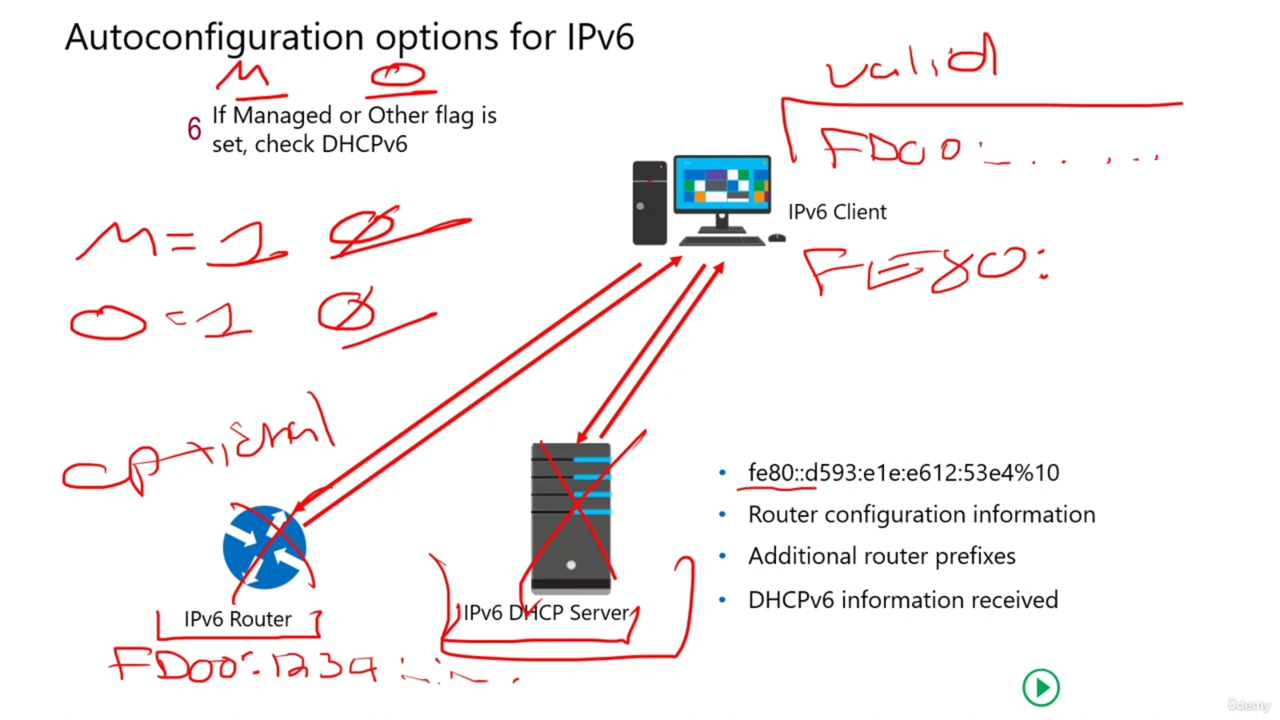 Autoconfiguration options for IPv6
M O
6 If Managed or Other flag is
set, check DHCPv6
valid
FD00:
IPv6 Client
FE80:
M = 1
O = 1
optional
fe80::d593:e1e:e612:53e4%10
Router configuration information
Additional router prefixes
DHCPv6 information received
IPv6 Router
IPv6 DHCP Server
FD00:1234
ûdemy